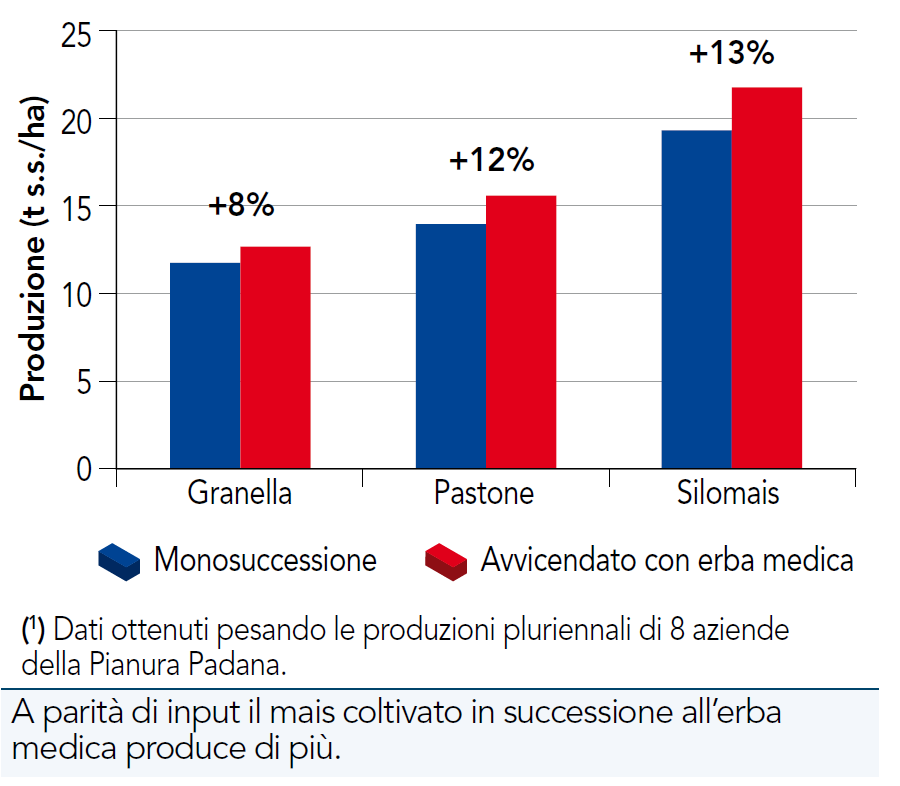 Produzione (t s.s./ha)
25
20
15
10
5
0
+8%
+12%
+13%
Granella
Pastone
Silomais
Monosuccessione
Avvicendato con erba medica
(¹) Dati ottenuti pesando le produzioni pluriennali di 8 aziende
della Pianura Padana.
A parità di input il mais coltivato in successione all’erba
medica produce di più.